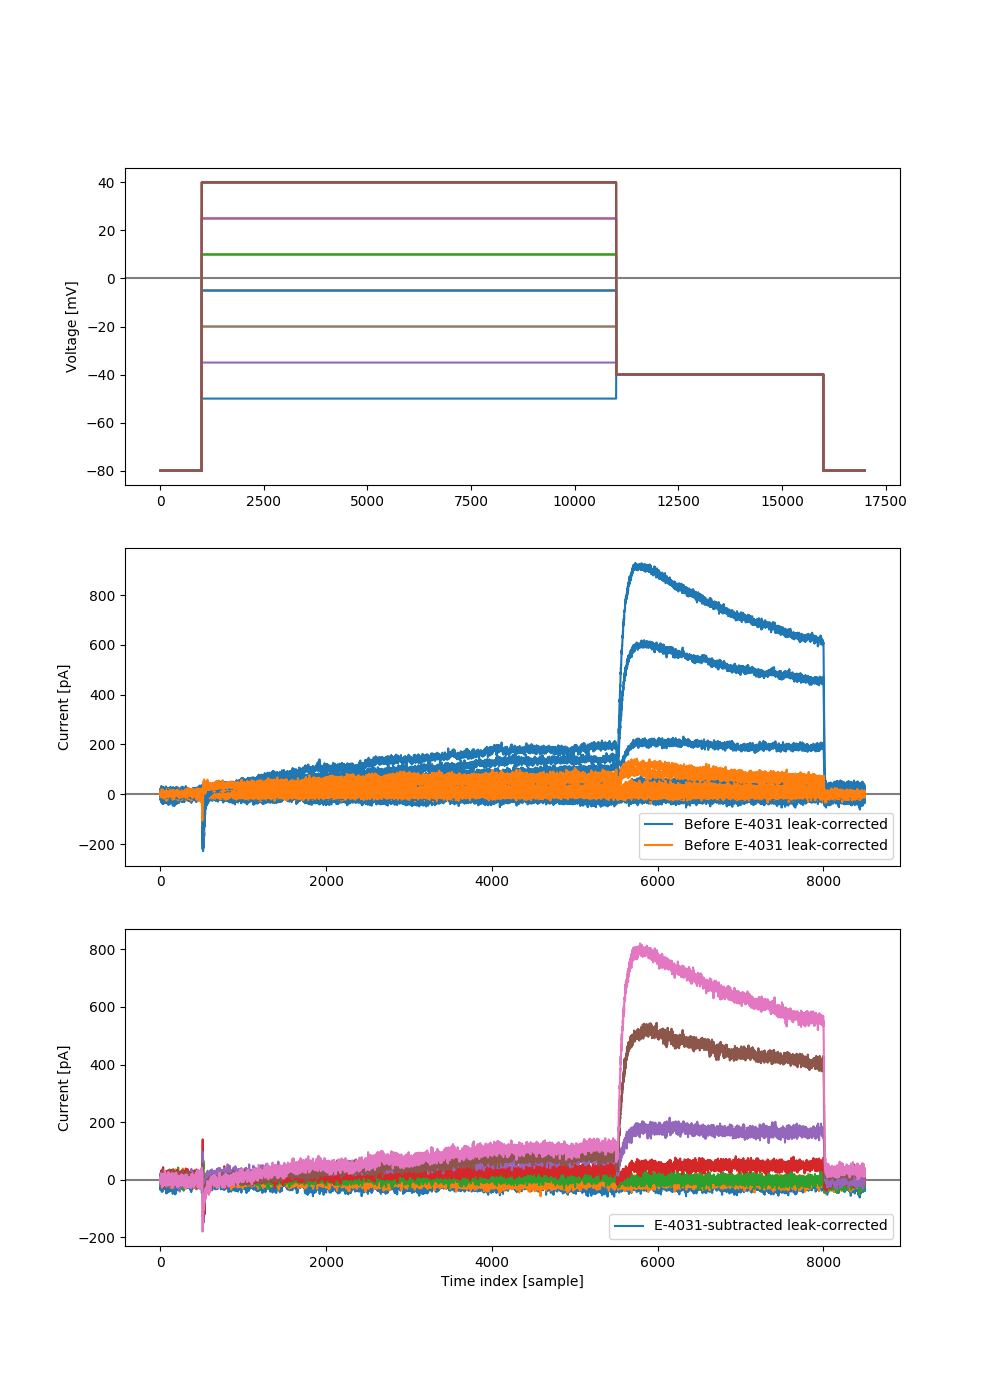 40
20
0
−20
−40
−60
−80
Voltage [mV]
0 2500 5000 7500 10000 12500 15000 17500
800
600
400
200
0
−200
Current [pA]
Before E-4031 leak-corrected
Before E-4031 leak-corrected
0 2000 4000 6000 8000
800
600
400
200
0
−200
Current [pA]
E-4031-subtracted leak-corrected
0 2000 4000 6000 8000
Time index [sample]